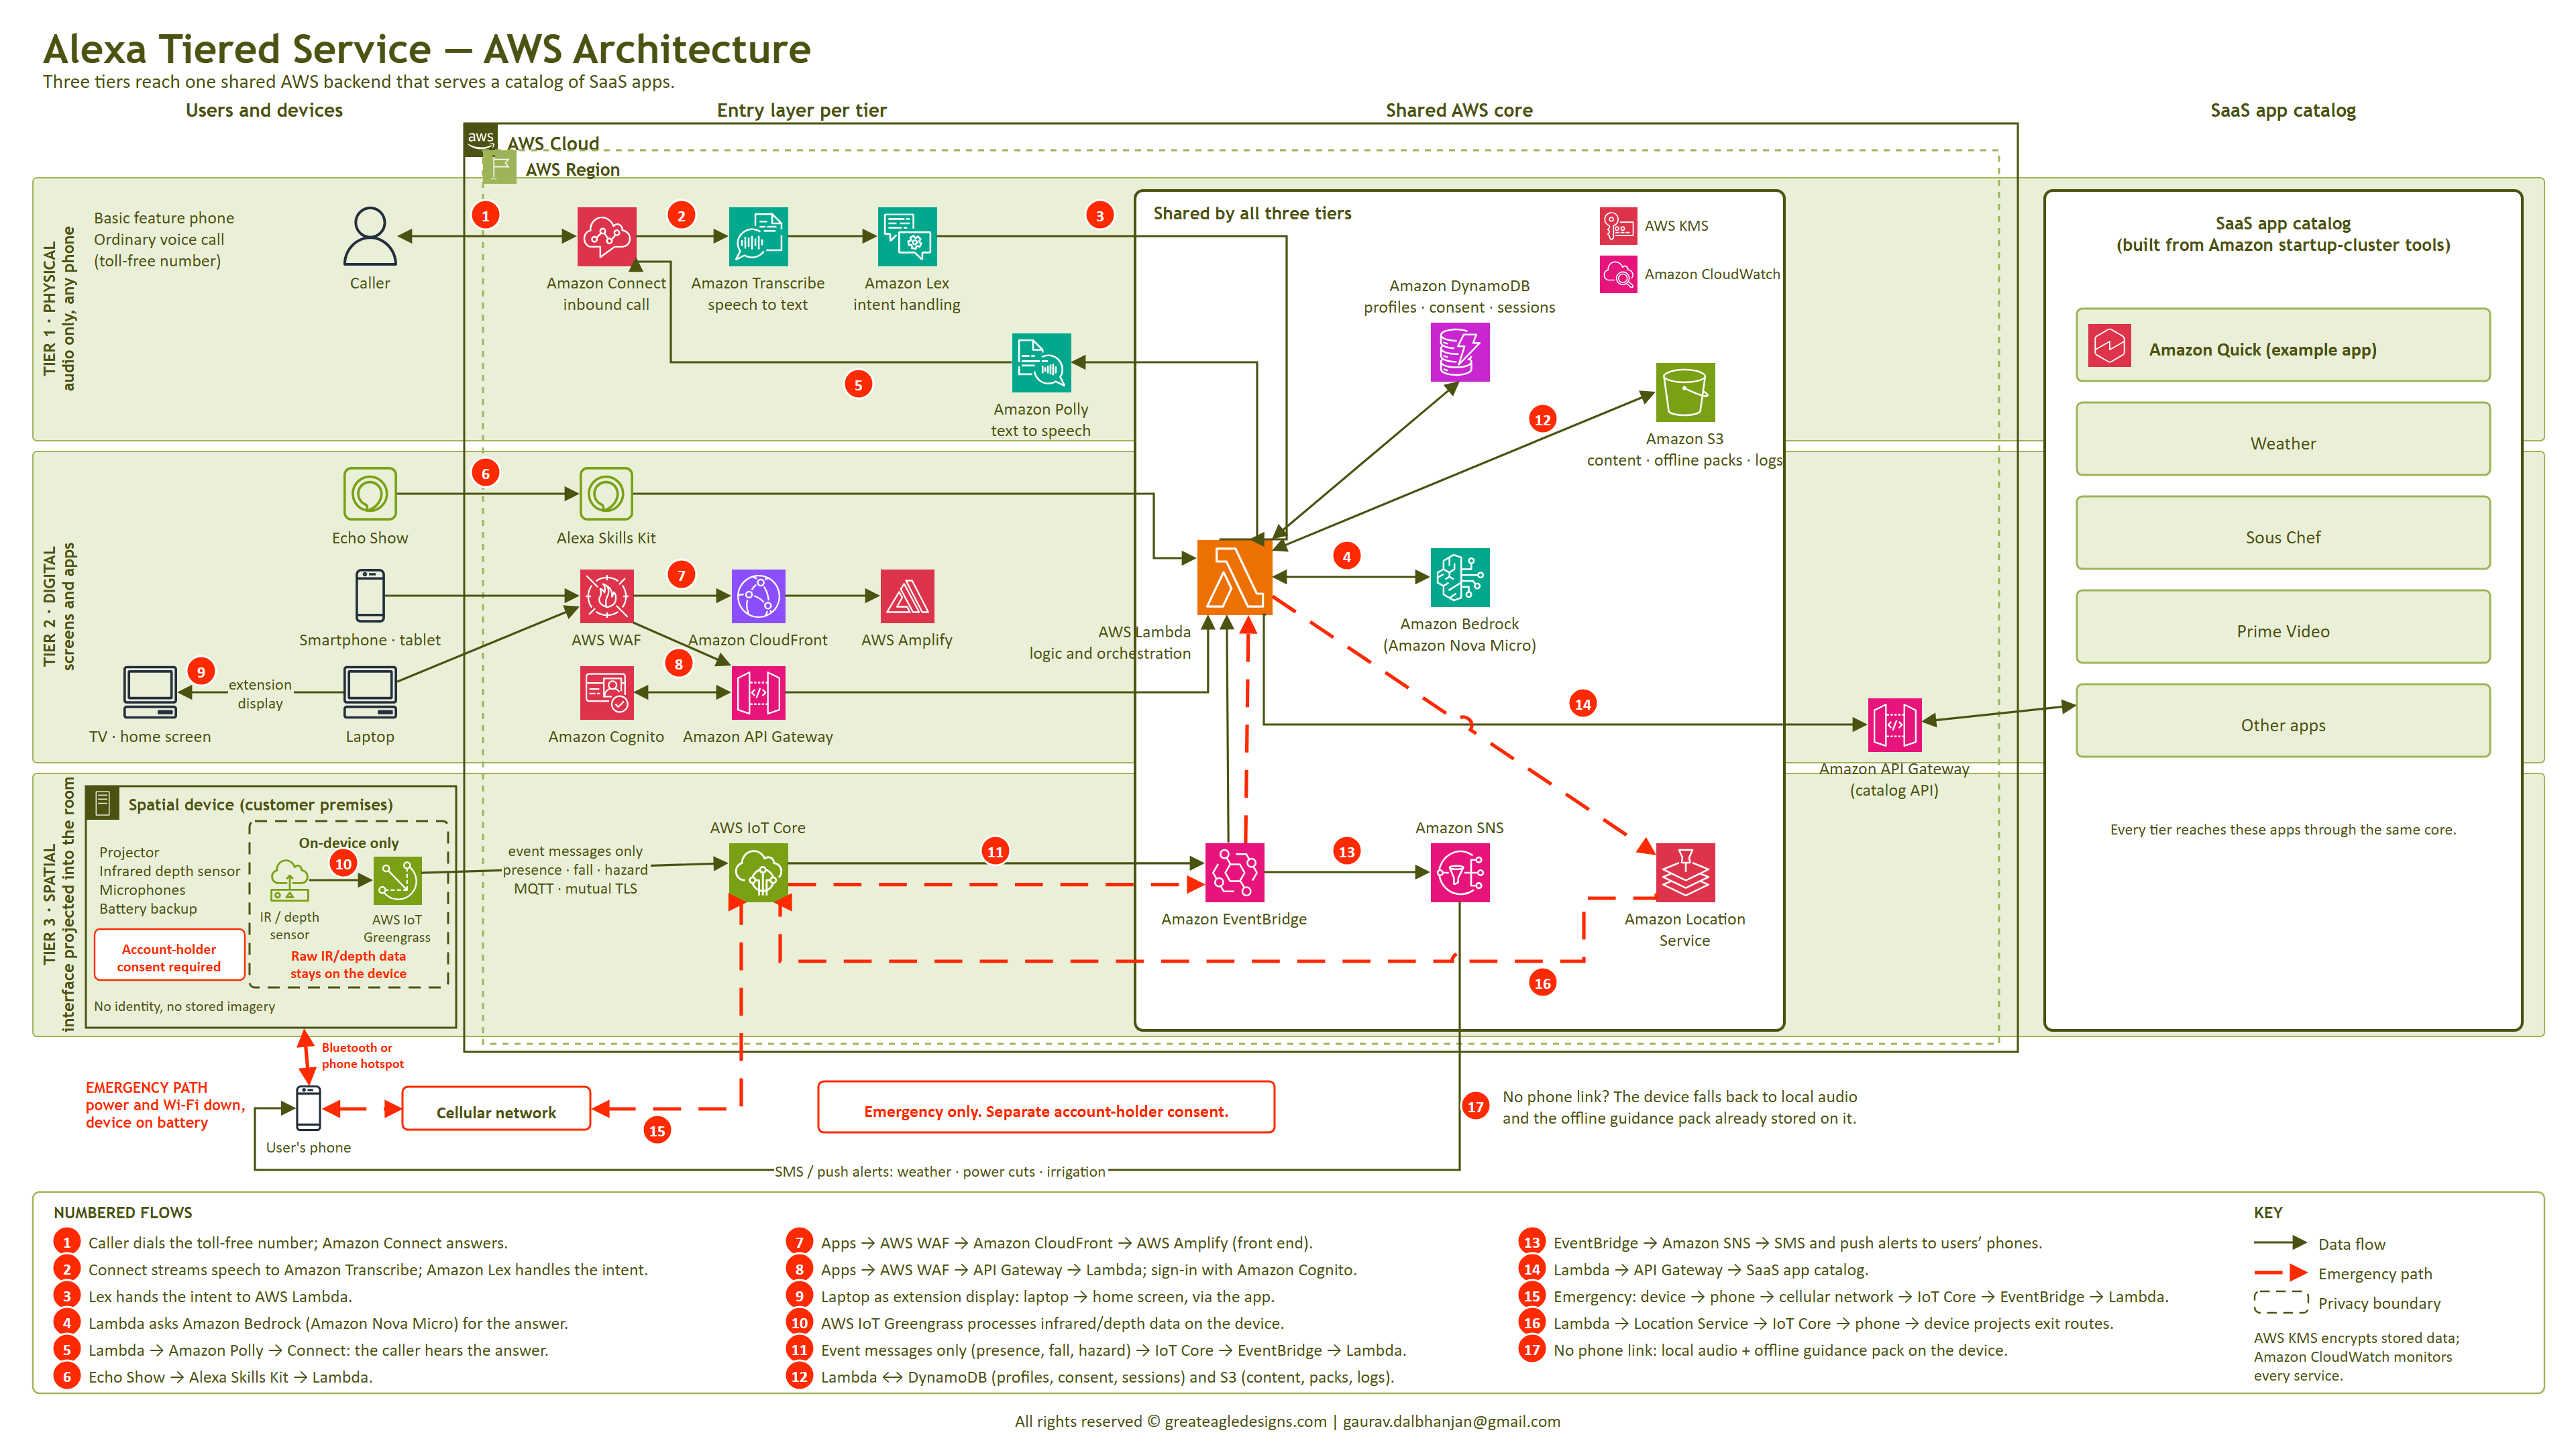 Alexa Tiered Service — AWS Architecture
Three tiers reach one shared AWS backend that serves a catalog of SaaS apps.
Users and devices
Entry layer per tier
Shared AWS core
SaaS app catalog
aws
AWS Cloud
AWS Region
TIER 1 · PHYSICAL
audio only, any phone
Basic feature phone
Ordinary voice call
(toll-free number)
Caller
1
Amazon Connect
inbound call
2
Amazon Transcribe
speech to text
Amazon Lex
intent handling
3
Amazon Polly
text to speech
5
Shared by all three tiers
AWS KMS
Amazon CloudWatch
Amazon DynamoDB
profiles · consent · sessions
12
Amazon S3
content · offline packs · logs
SaaS app catalog
(built from Amazon startup-cluster tools)
Amazon Quick (example app)
Weather
Sous Chef
Prime Video
Other apps
Every tier reaches these apps through the same core.
TIER 2 · DIGITAL
screens and apps
Echo Show
6
Alexa Skills Kit
Smartphone · tablet
AWS WAF
7
Amazon CloudFront
AWS Amplify
TV · home screen
9
extension
display
Laptop
8
Amazon Cognito
Amazon API Gateway
AWS Lambda
logic and orchestration
4
Amazon Bedrock
(Amazon Nova Micro)
14
Amazon API Gateway
(catalog API)
TIER 3 · SPATIAL
interface projected into the room
Spatial device (customer premises)
Projector
Infrared depth sensor
Microphones
Battery backup
On-device only
10
IR / depth
sensor
AWS IoT
Greengrass
Raw IR/depth data
stays on the device
Account-holder
consent required
No identity, no stored imagery
event messages only
presence · fall · hazard
MQTT · mutual TLS
AWS IoT Core
11
Amazon EventBridge
13
Amazon SNS
Amazon Location
Service
16
Bluetooth or
phone hotspot
EMERGENCY PATH
power and Wi-Fi down,
device on battery
User's phone
Cellular network
15
Emergency only. Separate account-holder consent.
17
No phone link? The device falls back to local audio
and the offline guidance pack already stored on it.
SMS / push alerts: weather · power cuts · irrigation
NUMBERED FLOWS
1 Caller dials the toll-free number; Amazon Connect answers.
2 Connect streams speech to Amazon Transcribe; Amazon Lex handles the intent.
3 Lex hands the intent to AWS Lambda.
4 Lambda asks Amazon Bedrock (Amazon Nova Micro) for the answer.
5 Lambda → Amazon Polly → Connect: the caller hears the answer.
6 Echo Show → Alexa Skills Kit → Lambda.
7 Apps → AWS WAF → Amazon CloudFront → AWS Amplify (front end).
8 Apps → AWS WAF → API Gateway → Lambda; sign-in with Amazon Cognito.
9 Laptop as extension display: laptop → home screen, via the app.
10 AWS IoT Greengrass processes infrared/depth data on the device.
11 Event messages only (presence, fall, hazard) → IoT Core → EventBridge → Lambda.
12 Lambda ↔ DynamoDB (profiles, consent, sessions) and S3 (content, packs, logs).
13 EventBridge → Amazon SNS → SMS and push alerts to users’ phones.
14 Lambda → API Gateway → SaaS app catalog.
15 Emergency: device → phone → cellular network → IoT Core → EventBridge → Lambda.
16 Lambda → Location Service → IoT Core → phone → device projects exit routes.
17 No phone link: local audio + offline guidance pack on the device.
KEY
Data flow
Emergency path
Privacy boundary
AWS KMS encrypts stored data;
Amazon CloudWatch monitors
every service.
All rights reserved © greateagledesigns.com | gaurav.dalbhanjan@gmail.com